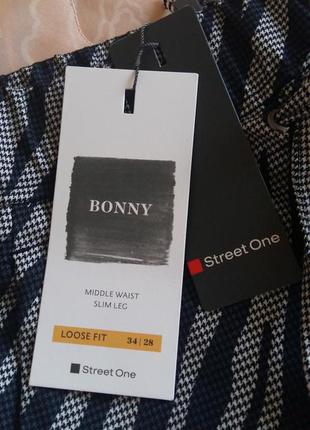 BONNY
MIDDLE WAIST
SLIM LEG
LOOSE FIT 34|28
Street One
Street One